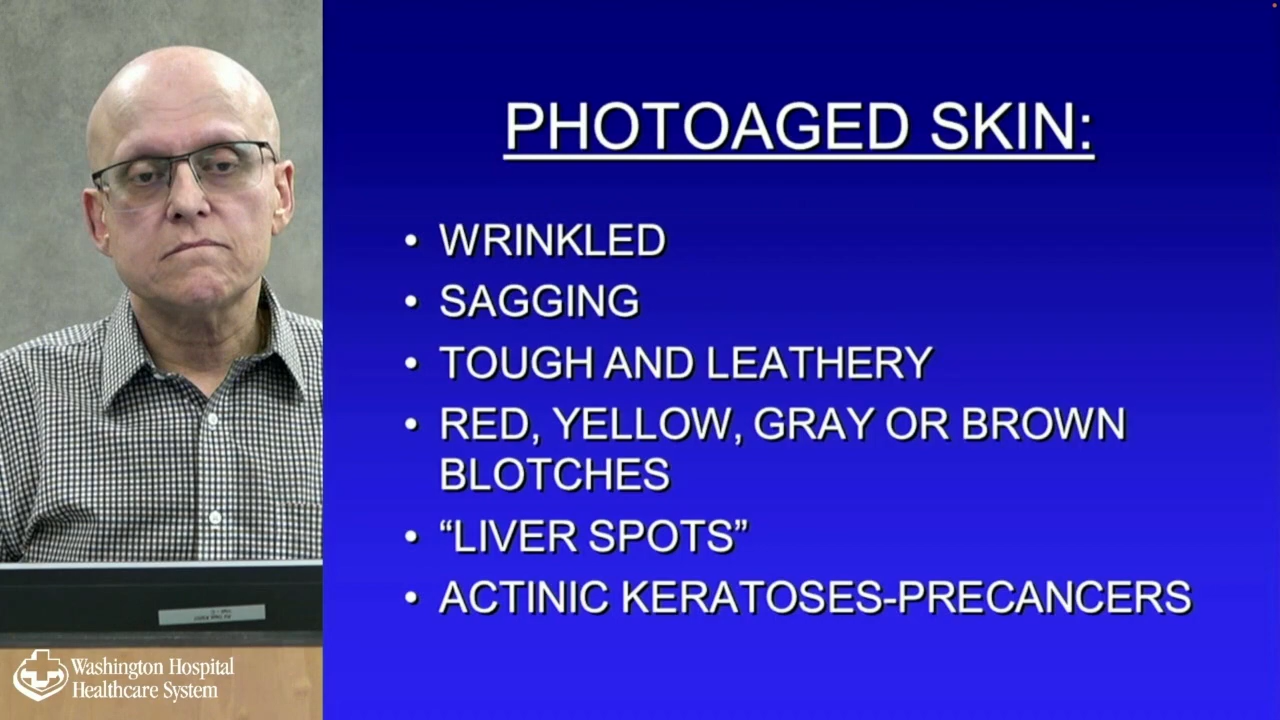 PHOTOAGED SKIN:
• WRINKLED
• SAGGING
• TOUGH AND LEATHERY
• RED, YELLOW, GRAY OR BROWN
BLOTCHES
• “LIVER SPOTS”
• ACTINIC KERATOSES-PRECANCERS
Washington Hospital
Healthcare System